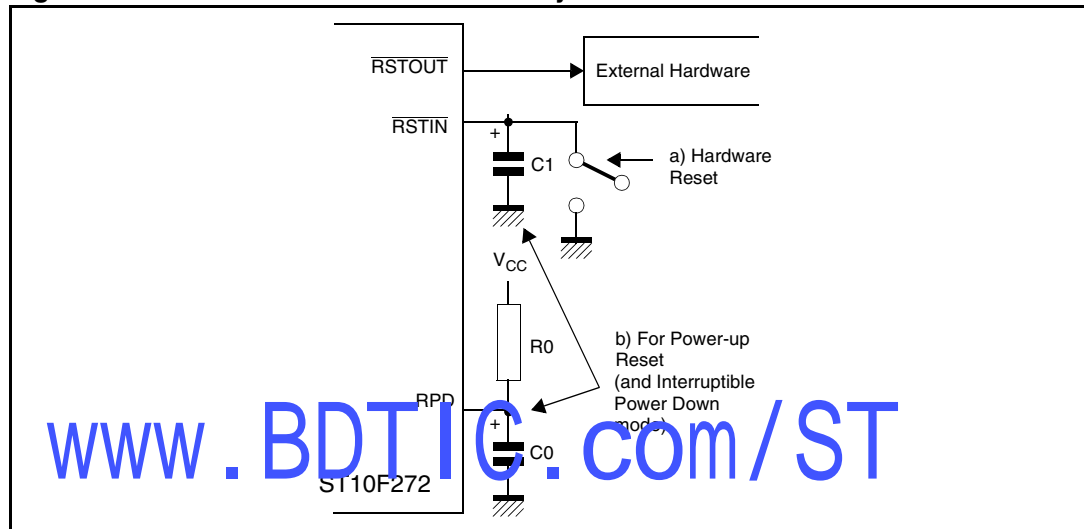 RSTOUT
External Hardware
RSTIN
+
C1
a) Hardware
Reset
VCC
R0
b) For Power-up
Reset
(and Interruptible
Power Down
mode)
RPD
+
C0
www.BDTIC.com/ST
ST10F272